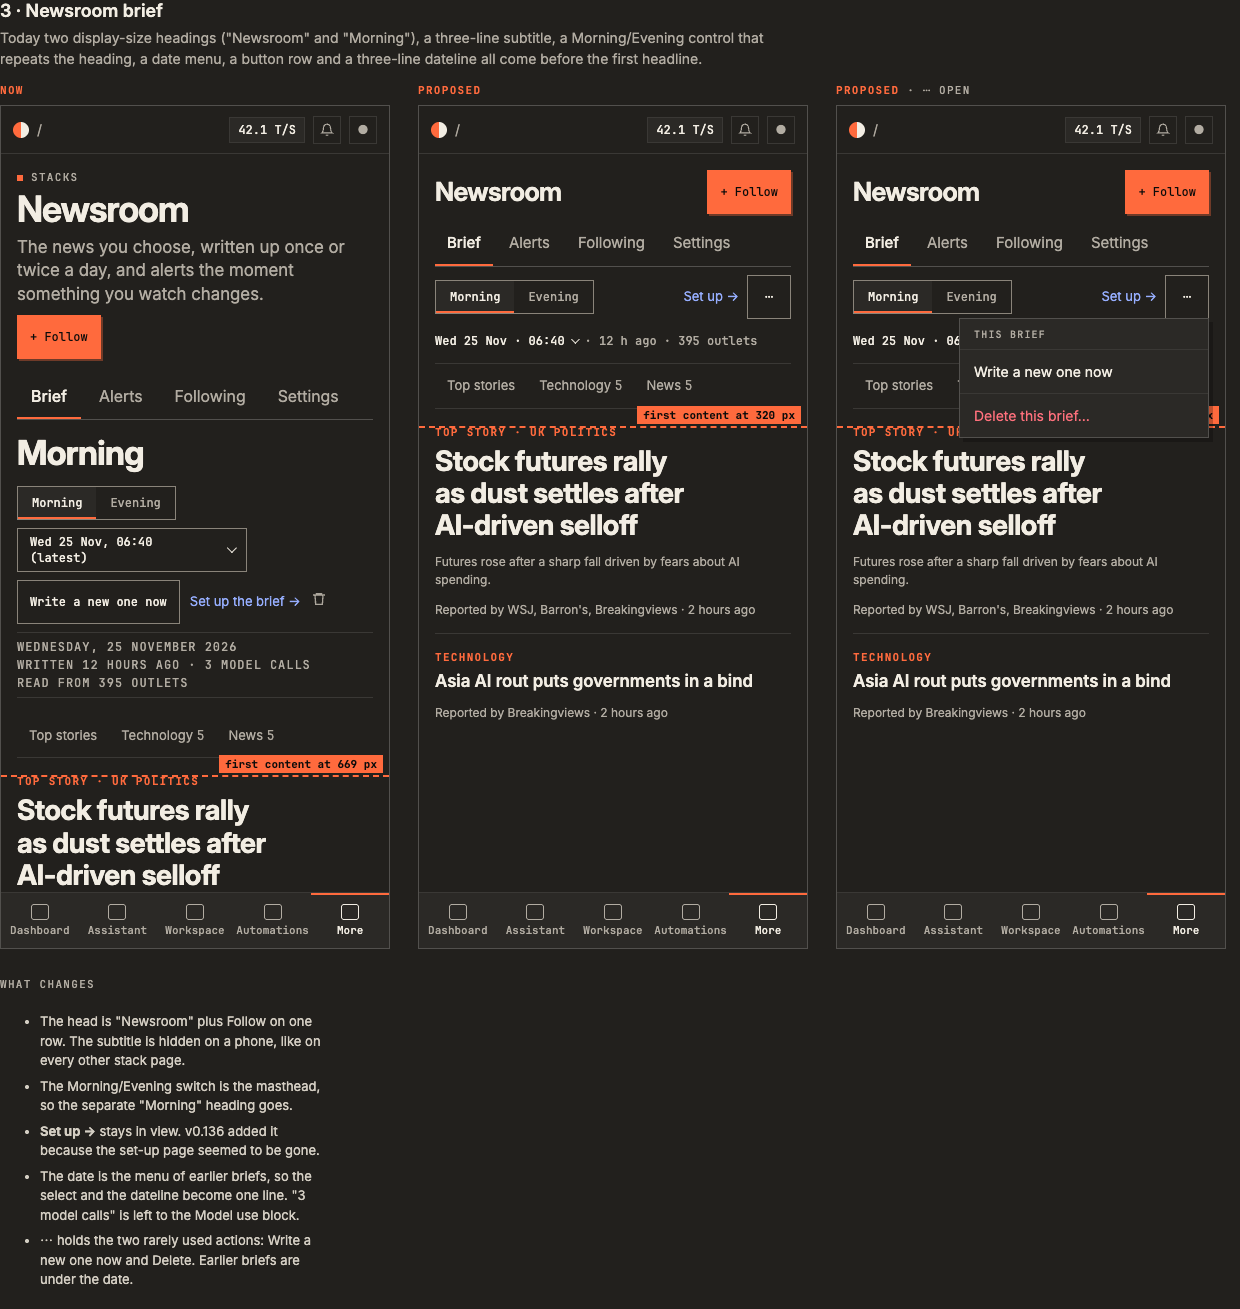 3 · Newsroom brief
Today two display-size headings ("Newsroom" and "Morning"), a three-line subtitle, a Morning/Evening control that
repeats the heading, a date menu, a button row and a three-line dateline all come before the first headline.
NOW
/
42.1 T/S
STACKS
Newsroom
The news you choose, written up once or
twice a day, and alerts the moment
something you watch changes.
+ Follow
Brief Alerts Following Settings
Morning
Morning Evening
Wed 25 Nov, 06:40
(latest)
Write a new one now Set up the brief →
WEDNESDAY, 25 NOVEMBER 2026
WRITTEN 12 HOURS AGO · 3 MODEL CALLS
READ FROM 395 OUTLETS
Top stories Technology 5 News 5
first content at 669 px
TOP STORY · UK POLITICS
Stock futures rally
as dust settles after
AI-driven selloff
Dashboard Assistant Workspace Automations More
PROPOSED
/
42.1 T/S
Newsroom
+ Follow
Brief Alerts Following Settings
Morning Evening Set up → ⋯
Wed 25 Nov · 06:40 · 12 h ago · 395 outlets
Top stories Technology 5 News 5
first content at 320 px
TOP STORY · UK POLITICS
Stock futures rally
as dust settles after
AI-driven selloff
Futures rose after a sharp fall driven by fears about AI
spending.
Reported by WSJ, Barron's, Breakingviews · 2 hours ago
TECHNOLOGY
Asia AI rout puts governments in a bind
Reported by Breakingviews · 2 hours ago
Dashboard Assistant Workspace Automations More
PROPOSED · ⋯ OPEN
/
42.1 T/S
Newsroom
+ Follow
Brief Alerts Following Settings
Morning Evening Set up → ⋯
Wed 25 Nov · 06
THIS BRIEF
Write a new one now
Delete this brief…
Top stories
x
TOP STORY · U
Stock futures rally
as dust settles after
AI-driven selloff
Futures rose after a sharp fall driven by fears about AI
spending.
Reported by WSJ, Barron's, Breakingviews · 2 hours ago
TECHNOLOGY
Asia AI rout puts governments in a bind
Reported by Breakingviews · 2 hours ago
Dashboard Assistant Workspace Automations More
WHAT CHANGES
• The head is "Newsroom" plus Follow on one
row. The subtitle is hidden on a phone, like on
every other stack page.
• The Morning/Evening switch is the masthead,
so the separate "Morning" heading goes.
• Set up → stays in view. v0.136 added it
because the set-up page seemed to be gone.
• The date is the menu of earlier briefs, so the
select and the dateline become one line. "3
model calls" is left to the Model use block.
• ⋯ holds the two rarely used actions: Write a
new one now and Delete. Earlier briefs are
under the date.